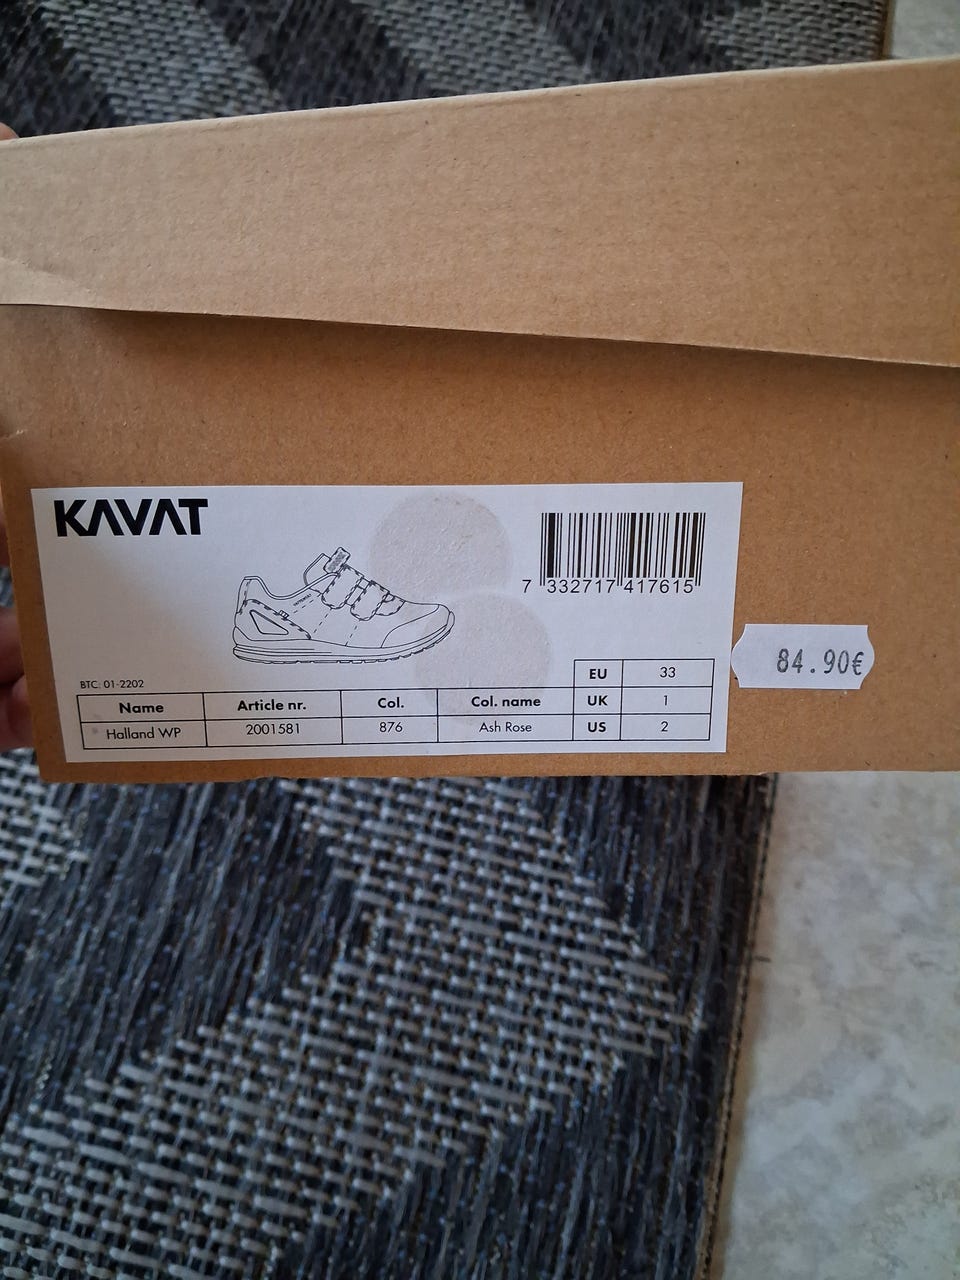 KAVAT
7 332717 417615
84.90€
BTC: 01-2202
EU 33
Name Article nr. Col. Col. name UK 1
Halland WP 2001581 876 Ash Rose US 2